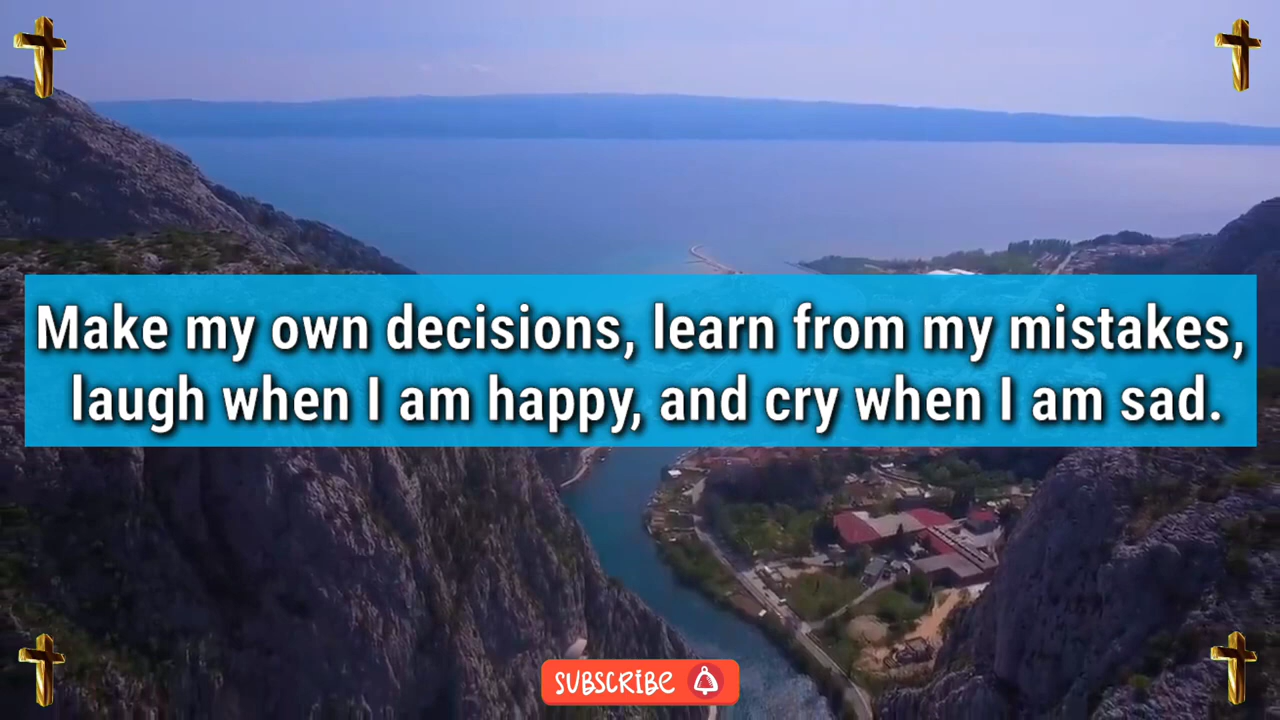 Make my own decisions, learn from my mistakes,
laugh when I am happy, and cry when I am sad.
SUBSCRIBE